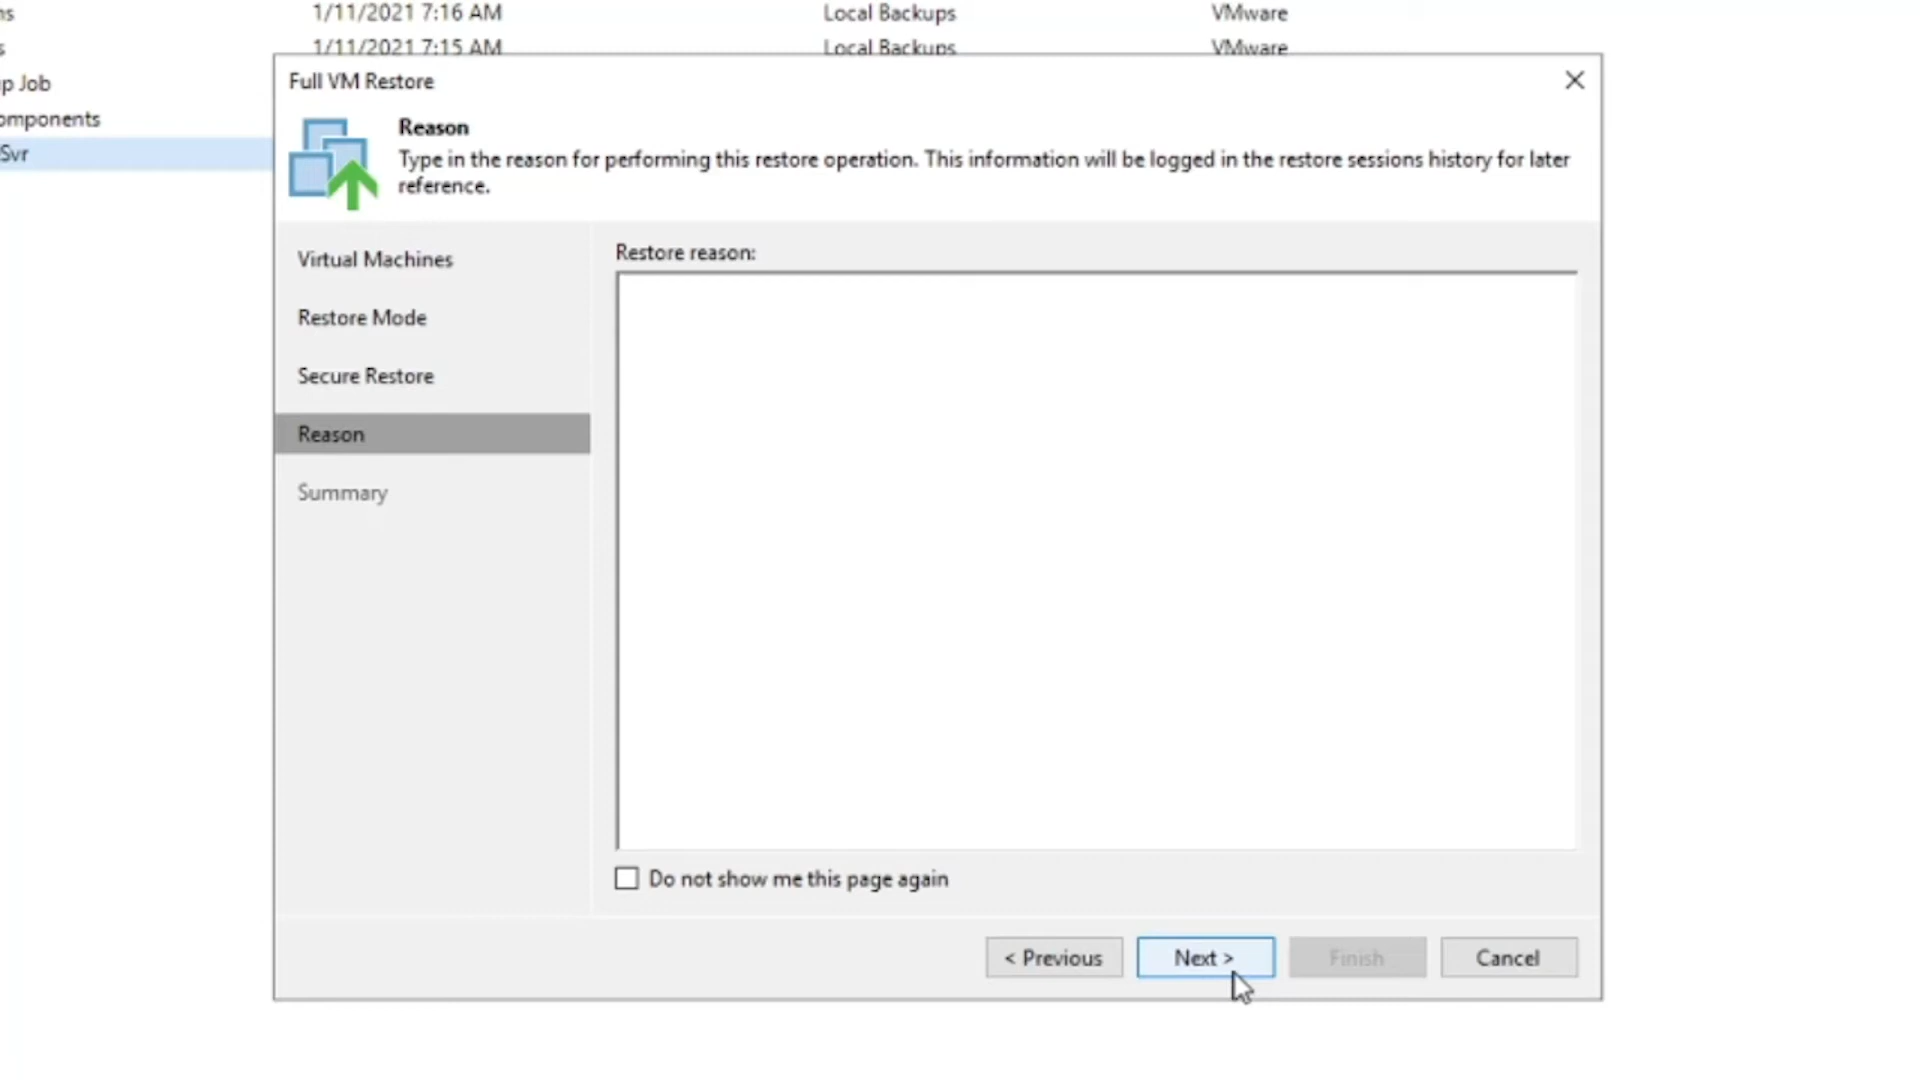 ns 1/11/2021 7:16 AM Local Backups VMware
s 1/11/2021 7:15 AM Local Backups VMware
p Job
omponents
Svr
Full VM Restore
Reason
Type in the reason for performing this restore operation. This information will be logged in the restore sessions history for later
reference.
Virtual Machines
Restore Mode
Secure Restore
Reason
Summary
Restore reason:
Do not show me this page again
< Previous
Next >
Finish
Cancel